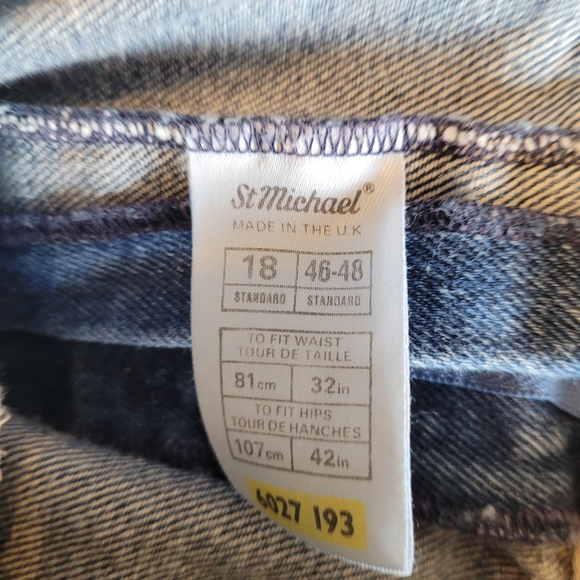 St Michael®
MADE IN THE U.K
18 46-48
STANDARD STANDARD
TO FIT WAIST
TOUR DE TAILLE
81cm 32in
TO FIT HIPS
TOUR DE HANCHES
107cm 42in
6027 193